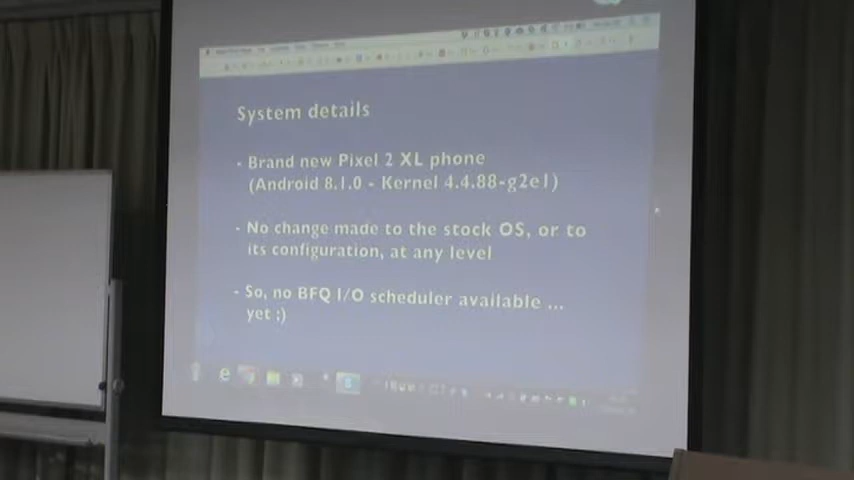 System details
- Brand new Pixel 2 XL phone
(Android 8.1.0 - Kernel 4.4.88-g2e1)
- No change made to the stock OS, or to
its configuration, at any level
- So, no BFQ I/O scheduler available ...
yet ;)